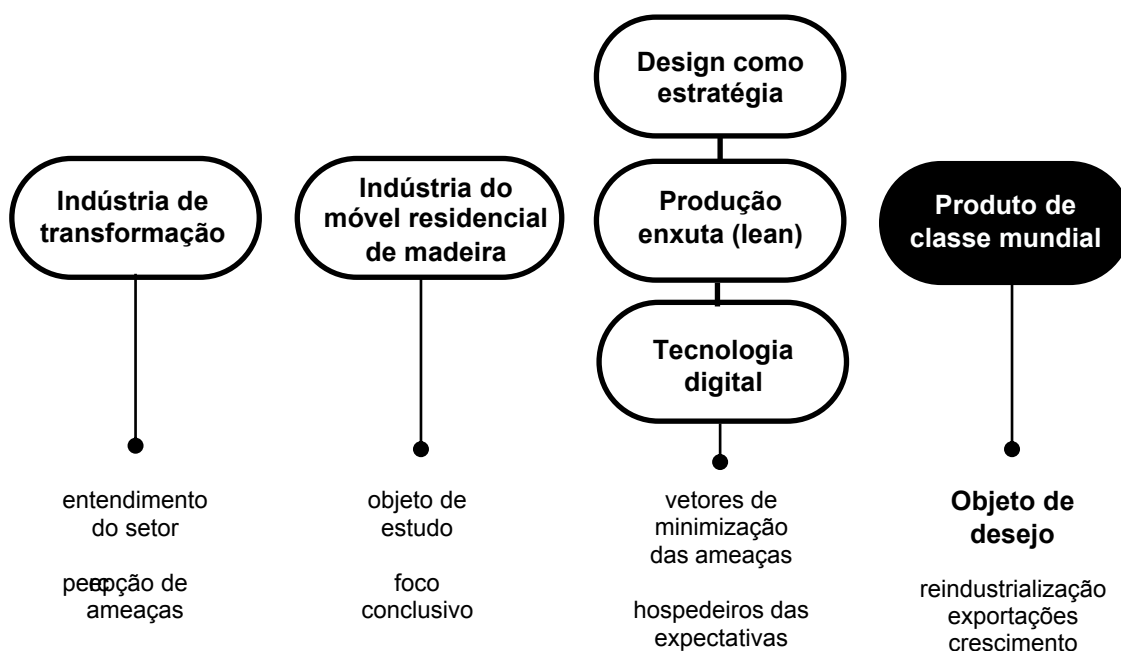 Indústria de
transformação
entendimento
do setor
percepção de
ameaças
Indústria do
móvel residencial
de madeira
objeto de
estudo
foco
conclusivo
Design como
estratégia
Produção
enxuta (lean)
Tecnologia
digital
vetores de
minimização
das ameaças
hospedeiros das
expectativas
Produto de
classe mundial
Objeto de
desejo
reindustrialização
exportações
crescimento